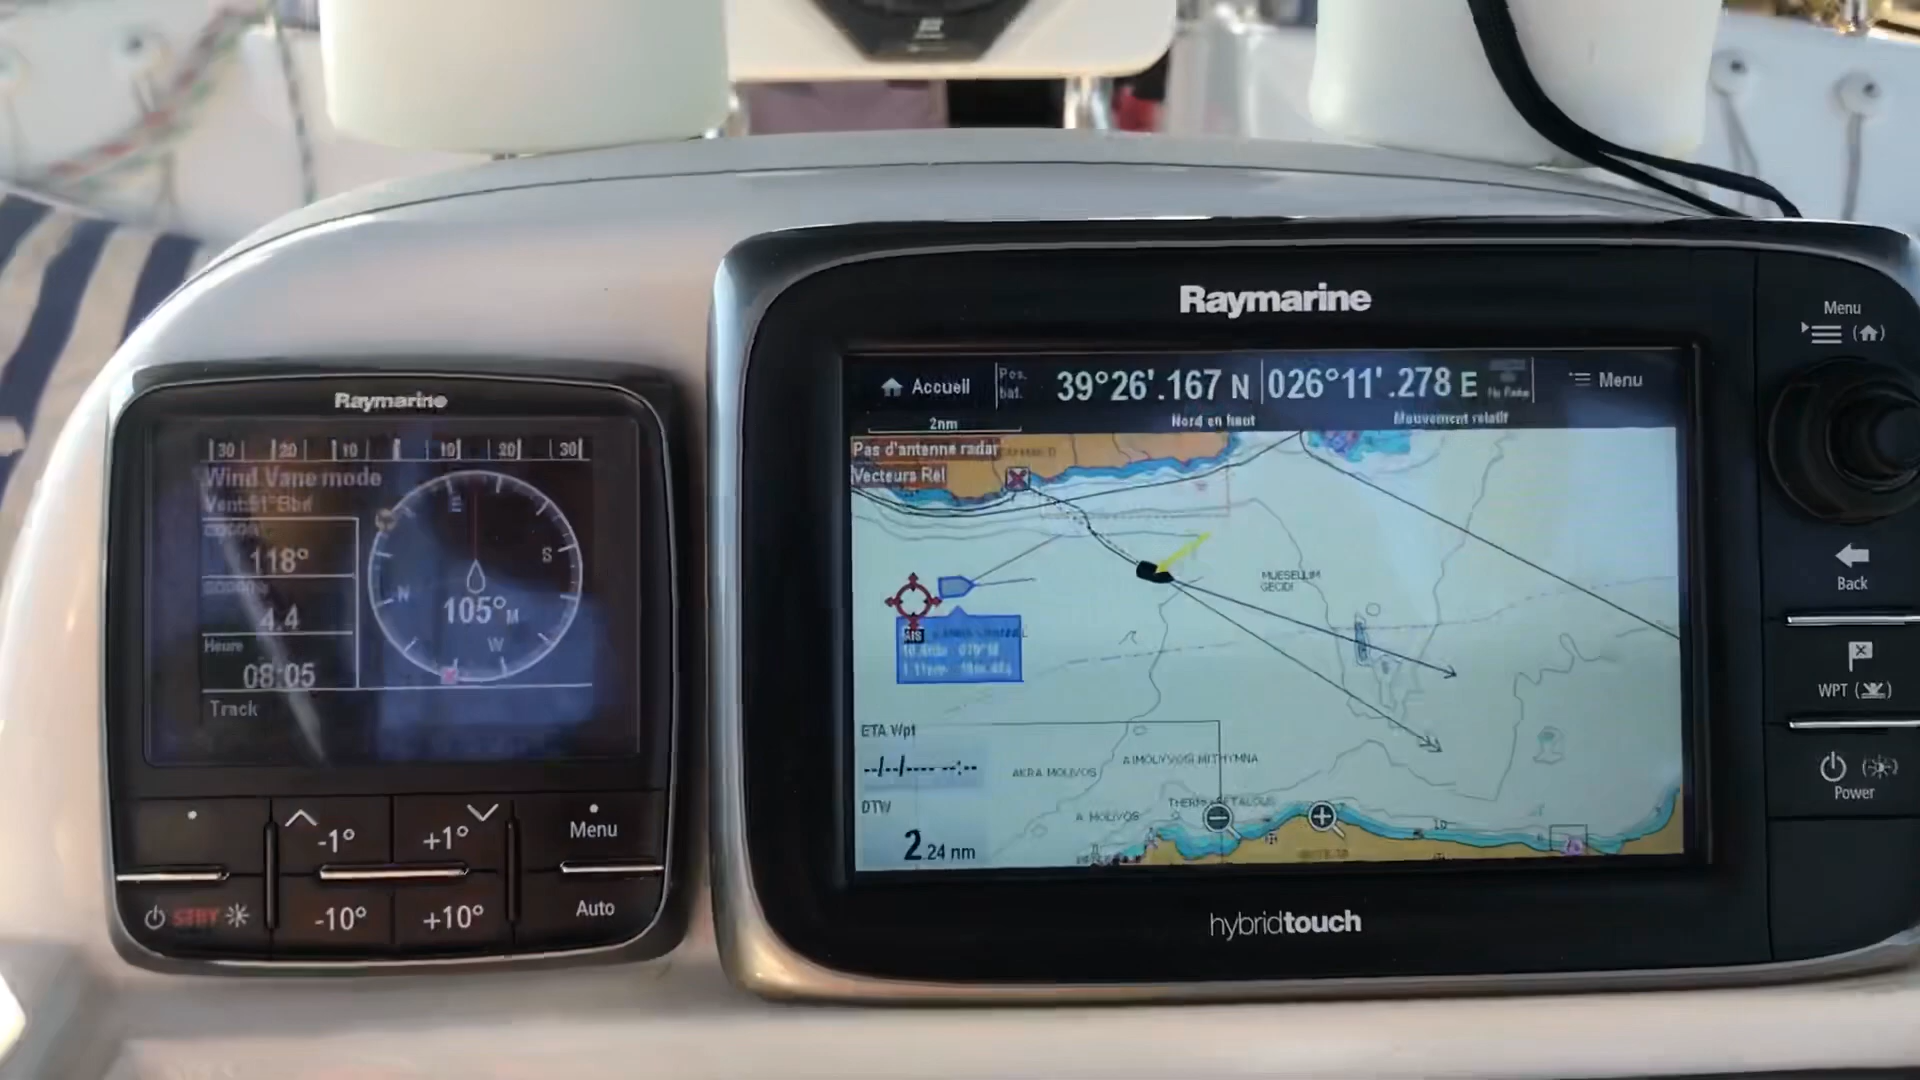 Raymarine
30 20 10 10 20 30
Wind Vane mode
118°
4.4
Heure
08:05
Track
E
S
N
W
105°M
-1°
+1°
Menu
STBY
-10°
+10°
Auto
Raymarine
Accueil
Pos. bat.
39°26'.167 N
026°11'.278 E
Menu
2nm
Nord en haut
Mouvement relatif
Pas d'antenne radar
Vecteurs Rel
MUESELLIM
GECIDI
AIS
ETA Wpt
--/--/---- --:--
AKRA MOLIVOS
DTW
A. MOLIVOS
10
2.24 nm
hybridtouch
Menu
Back
WPT
Power